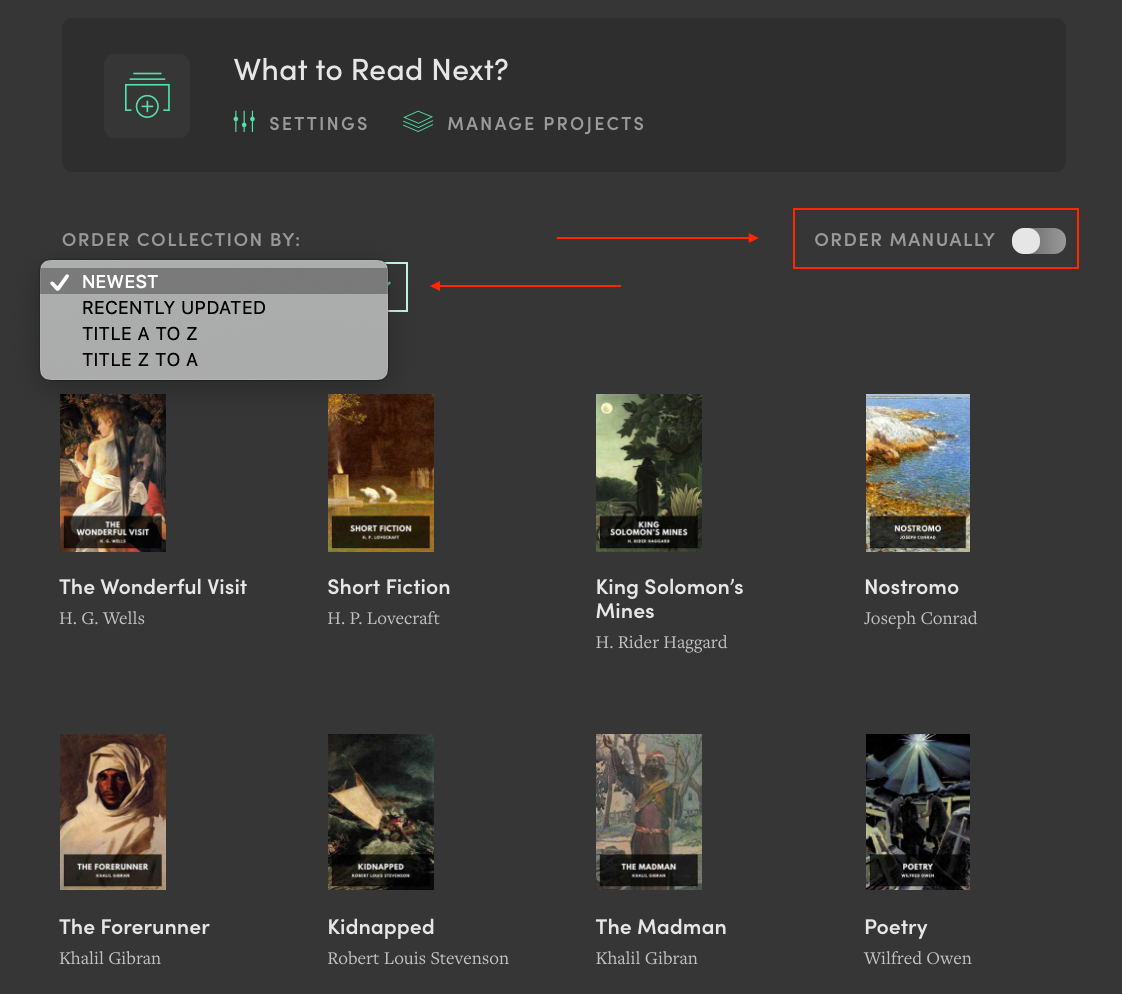 What to Read Next?
SETTINGS MANAGE PROJECTS
ORDER COLLECTION BY:
ORDER MANUALLY
NEWEST
RECENTLY UPDATED
TITLE A TO Z
TITLE Z TO A
THE
WONDERFUL VISIT
H. G. WELLS
SHORT FICTION
H. P. LOVECRAFT
KING
SOLOMON'S MINES
H. RIDER HAGGARD
NOSTROMO
JOSEPH CONRAD
The Wonderful Visit
H. G. Wells
Short Fiction
H. P. Lovecraft
King Solomon’s
Mines
H. Rider Haggard
Nostromo
Joseph Conrad
THE FORERUNNER
KHALIL GIBRAN
KIDNAPPED
ROBERT LOUIS STEVENSON
THE MADMAN
KHALIL GIBRAN
POETRY
WILFRED OWEN
The Forerunner
Khalil Gibran
Kidnapped
Robert Louis Stevenson
The Madman
Khalil Gibran
Poetry
Wilfred Owen